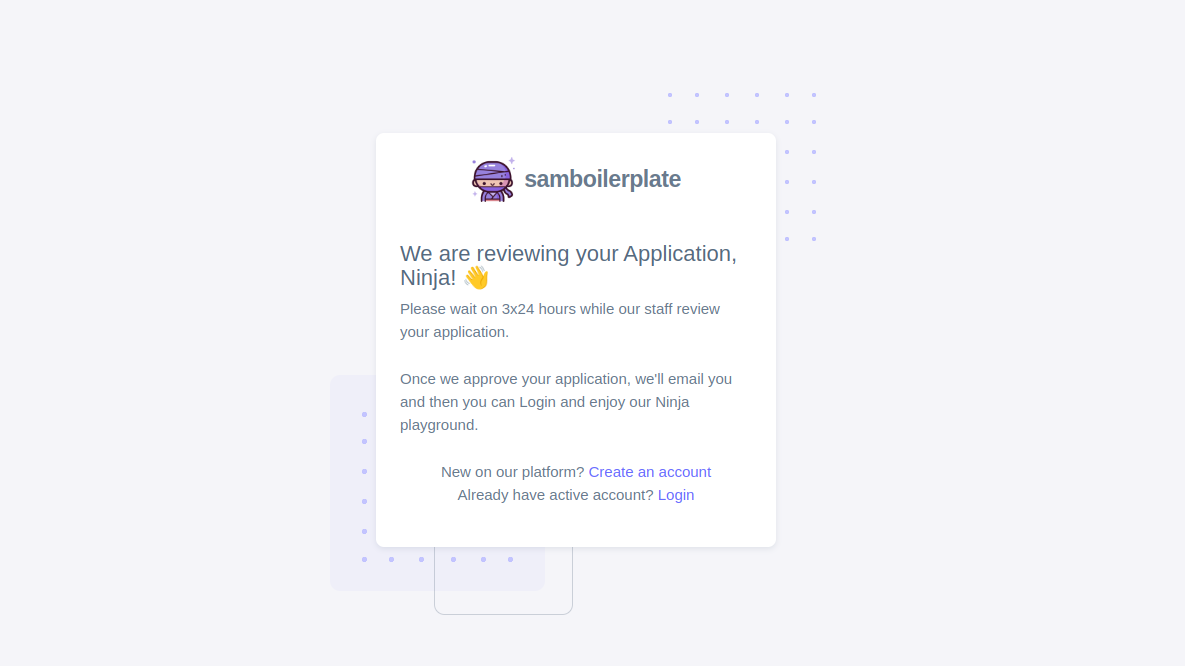 samboilerplate
We are reviewing your Application,
Ninja! 👋
Please wait on 3x24 hours while our staff review
your application.
Once we approve your application, we'll email you
and then you can Login and enjoy our Ninja
playground.
New on our platform? Create an account
Already have active account? Login